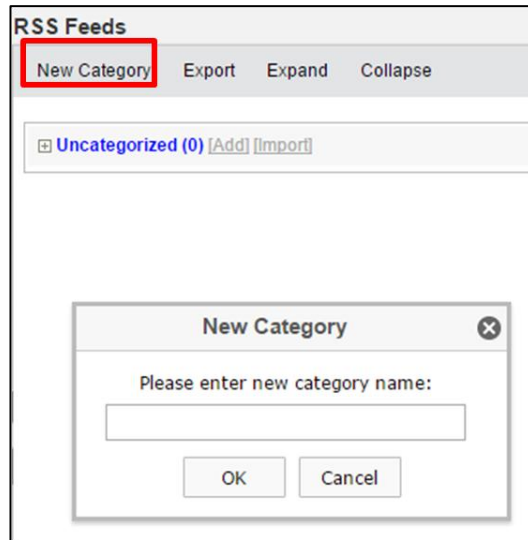 RSS Feeds
New Category Export Expand Collapse
Uncategorized (0) [Add] [Import]
New Category
Please enter new category name:
OK Cancel